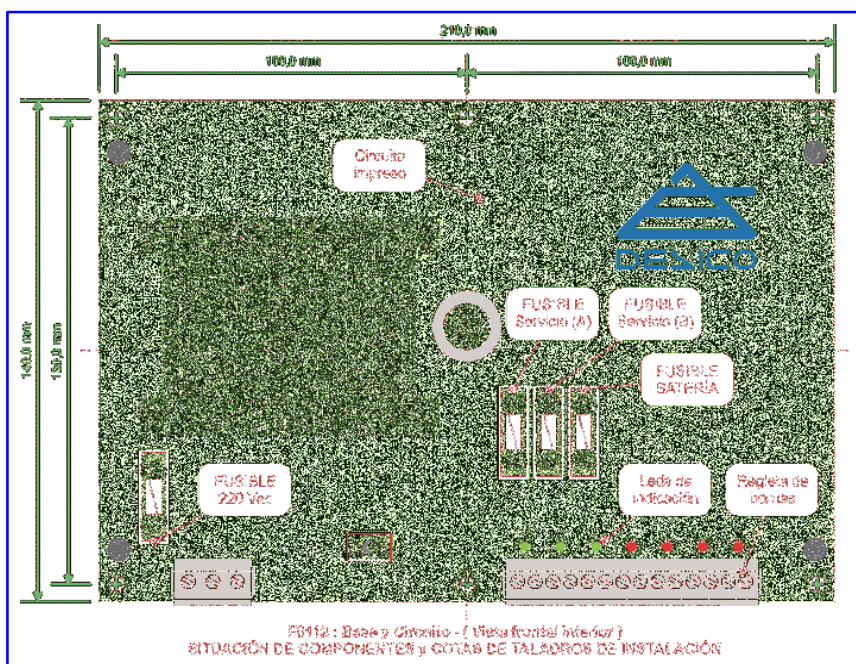 210,0 mm
100,0 mm
100,0 mm
Circuito
impreso
DESICO
FUSIBLE
Servicio (A)
FUSIBLE
Servicio (B)
140,0 mm
130,0 mm
FUSIBLE
BATERÍA
FUSIBLE
220 Vac
Leds de
indicación
Regleta de
bornas
: Base y Circuito - ( Vista frontal interior )
SITUACIÓN DE COMPONENTES y COTAS DE TALADROS DE INSTALACIÓN